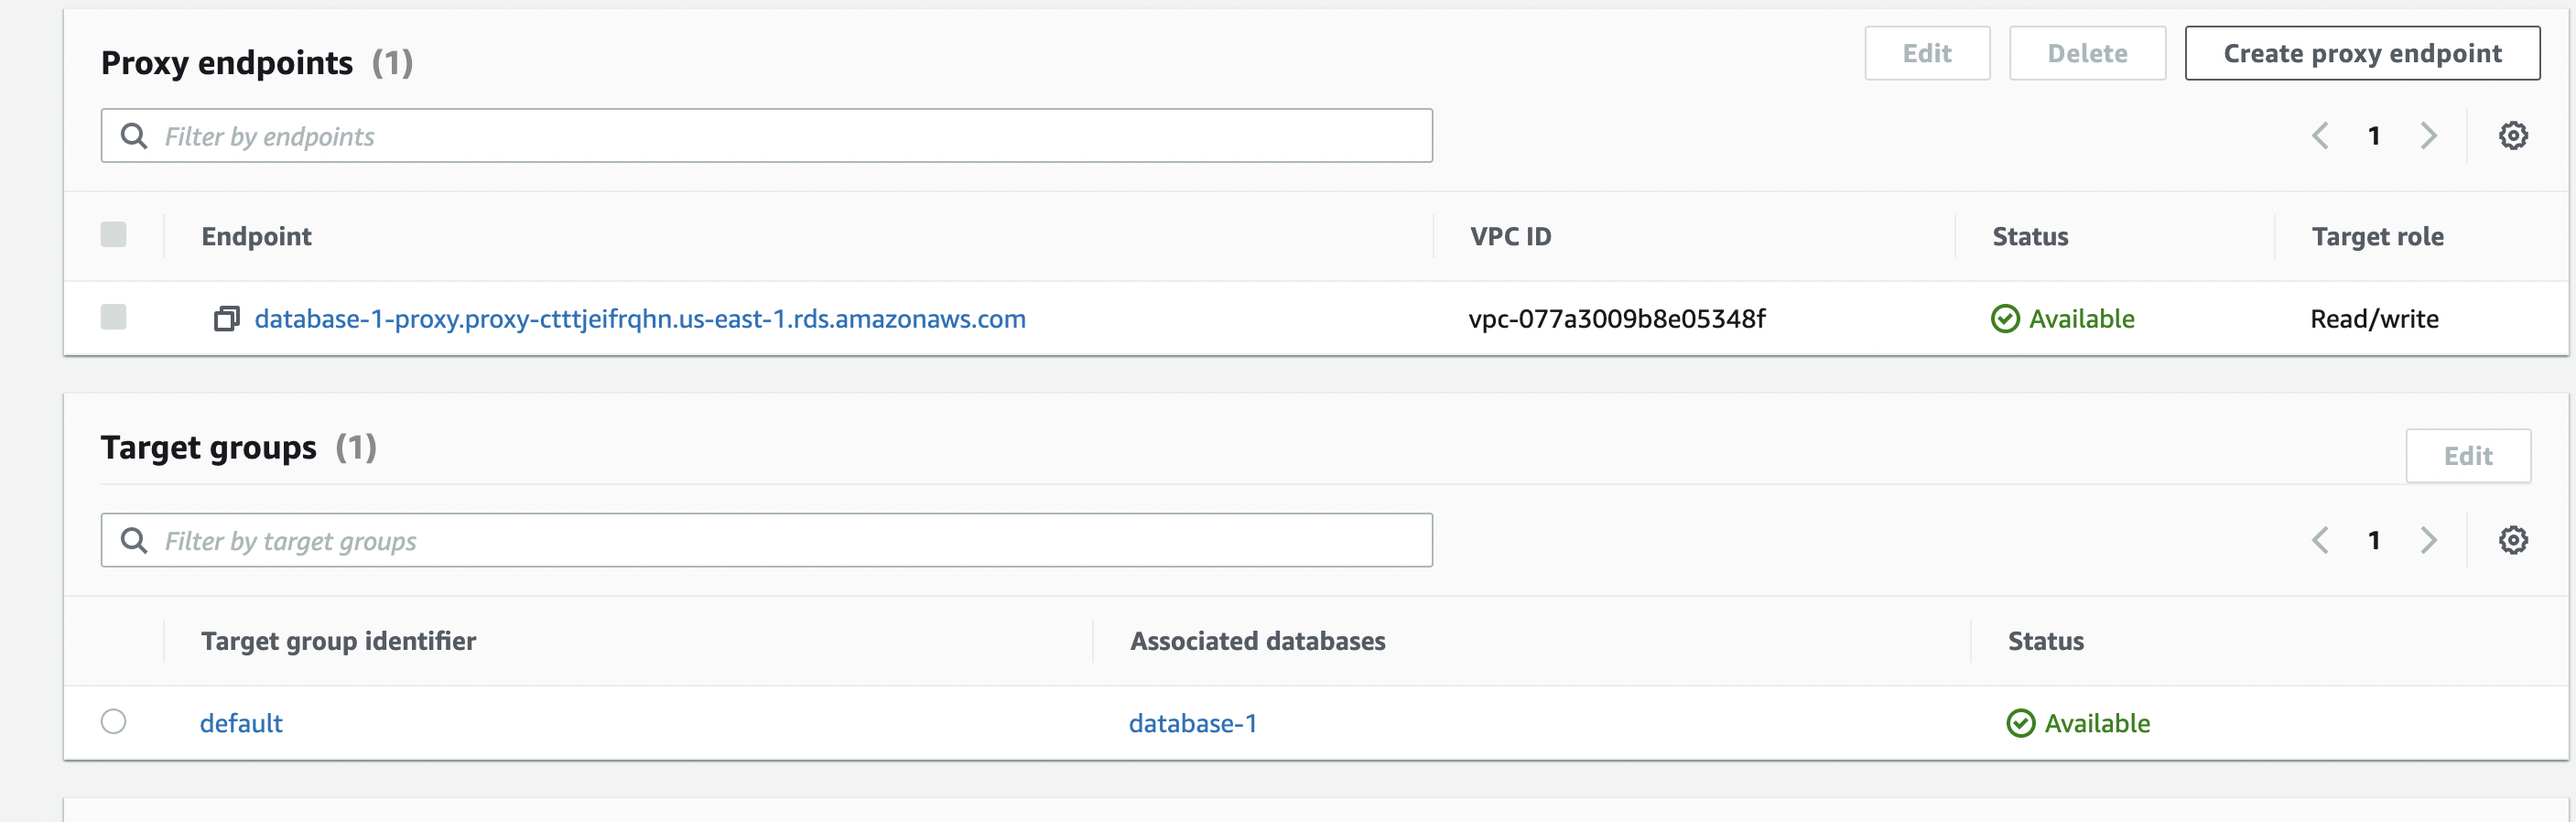 Proxy endpoints (1)
Edit
Delete
Create proxy endpoint
Filter by endpoints
1
Endpoint VPC ID Status Target role
database-1-proxy.proxy-ctttjeifrqhn.us-east-1.rds.amazonaws.com vpc-077a3009b8e05348f Available Read/write
Target groups (1)
Edit
Filter by target groups
1
Target group identifier Associated databases Status
default database-1 Available